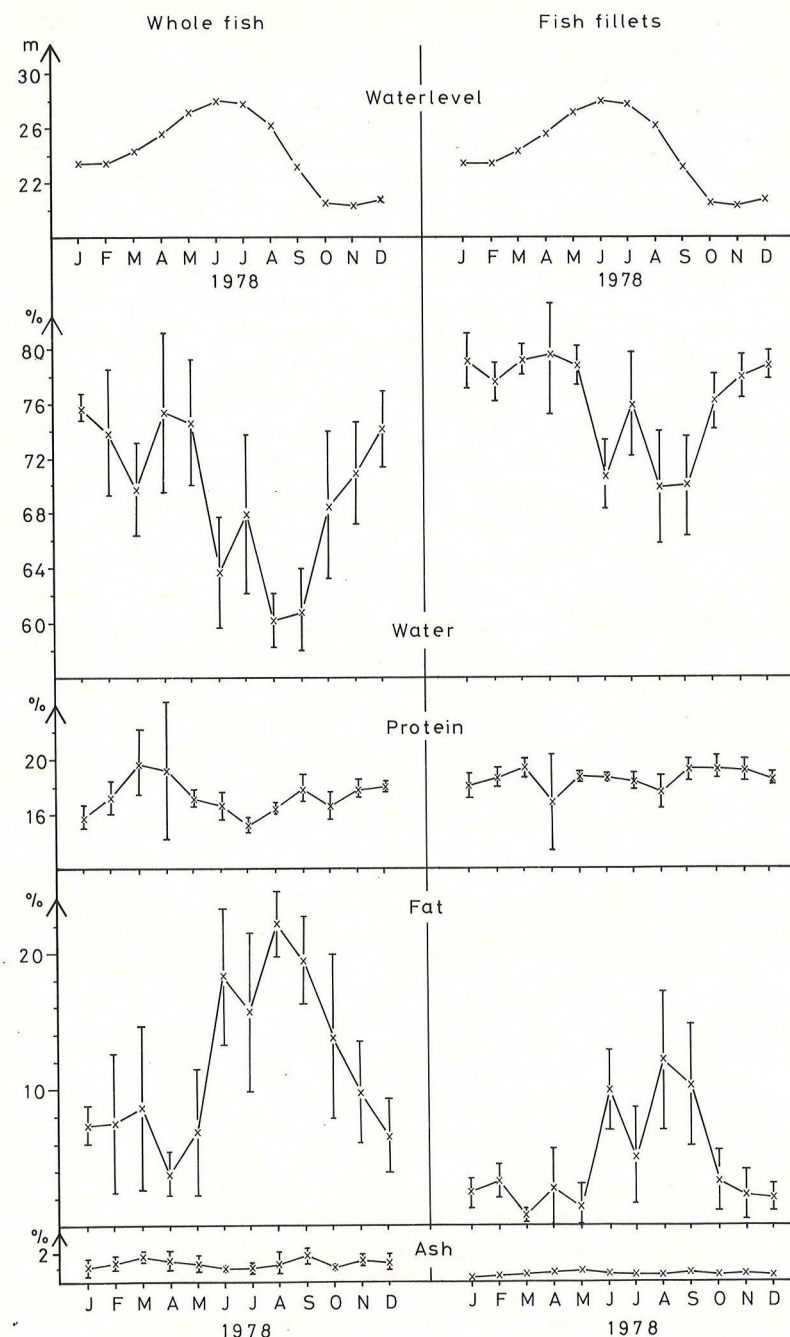 Whole fish Fish fillets
m
30
Waterlevel
26
22
J F M A M J J A S O N D J F M A M J J A S O N D
1978 1978
%
80
76
72
68
64
60
Water
%
Protein
20
16
%
Fat
20
10
%
Ash
2
J F M A M J J A S O N D J F M A M J J A S O N D
1978 1978